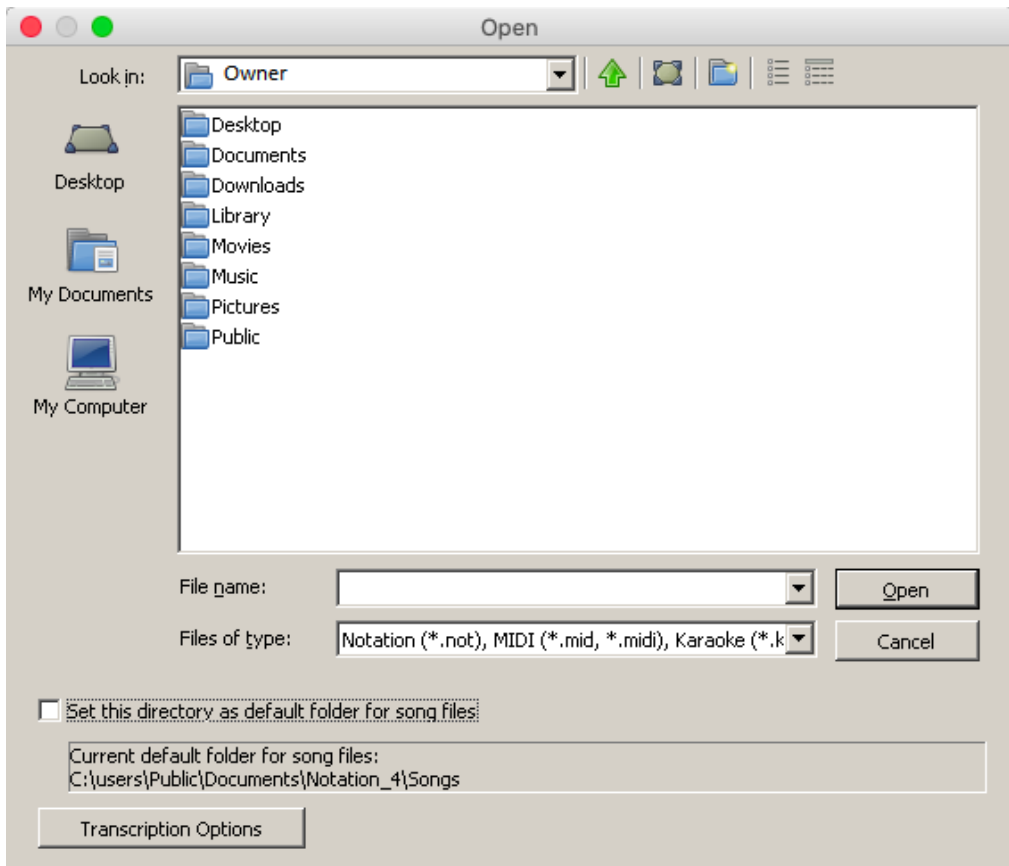 Open
Look in:
Owner
Desktop
My Documents
My Computer
Desktop
Documents
Downloads
Library
Movies
Music
Pictures
Public
File name:
Open
Files of type:
Notation (*.not), MIDI (*.mid, *.midi), Karaoke (*.k
Cancel
Set this directory as default folder for song files
Current default folder for song files:
C:\users\Public\Documents\Notation_4\Songs
Transcription Options